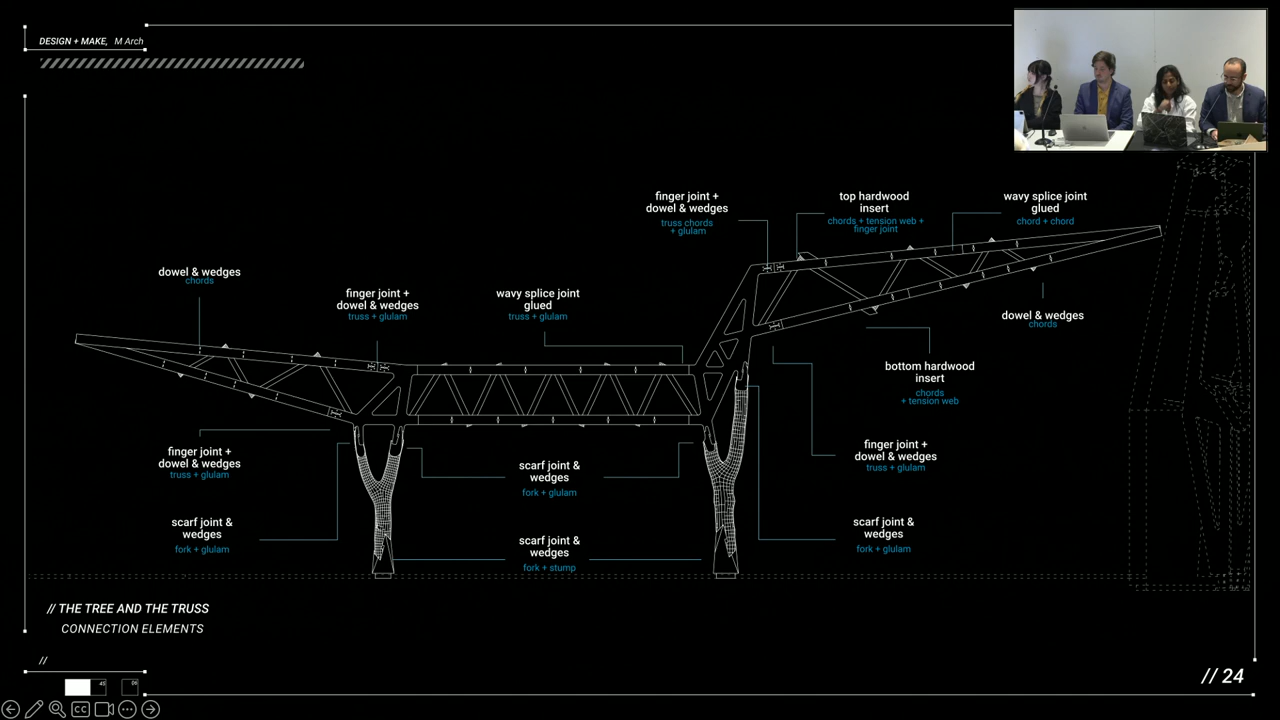 DESIGN + MAKE, M Arch
finger joint +
dowel & wedges
truss chords
+ glulam
top hardwood
insert
chords + tension web +
finger joint
wavy splice joint
glued
chord + chord
dowel & wedges
chords
finger joint +
dowel & wedges
truss + glulam
wavy splice joint
glued
truss + glulam
dowel & wedges
chords
bottom hardwood
insert
chords
+ tension web
finger joint +
dowel & wedges
truss + glulam
scarf joint &
wedges
fork + glulam
finger joint +
dowel & wedges
truss + glulam
scarf joint &
wedges
fork + glulam
scarf joint &
wedges
fork + stump
scarf joint &
wedges
fork + glulam
// THE TREE AND THE TRUSS
CONNECTION ELEMENTS
//
// 24
CC